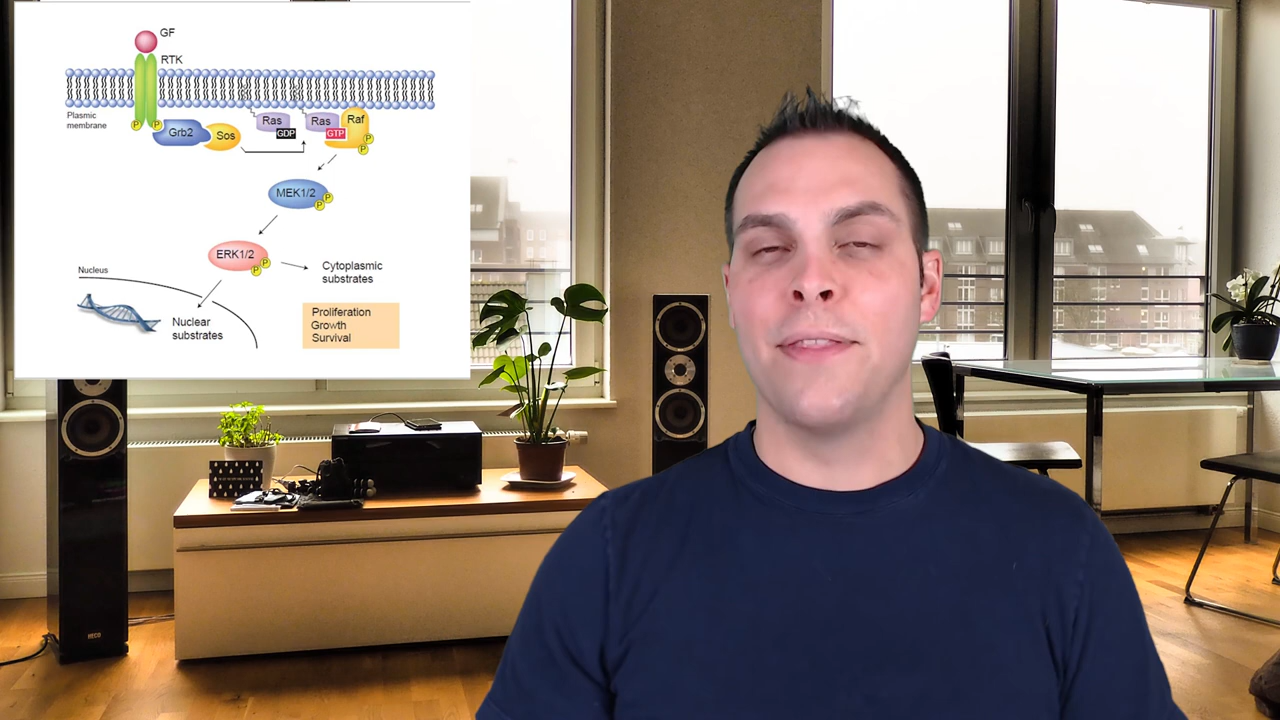 GF
RTK
Plasmic
membrane
P
P
Grb2
Sos
Ras
GDP
Ras
GTP
Raf
P
P
MEK1/2
P
P
ERK1/2
P
P
Cytoplasmic
substrates
Nucleus
Nuclear
substrates
Proliferation
Growth
Survival
HECO